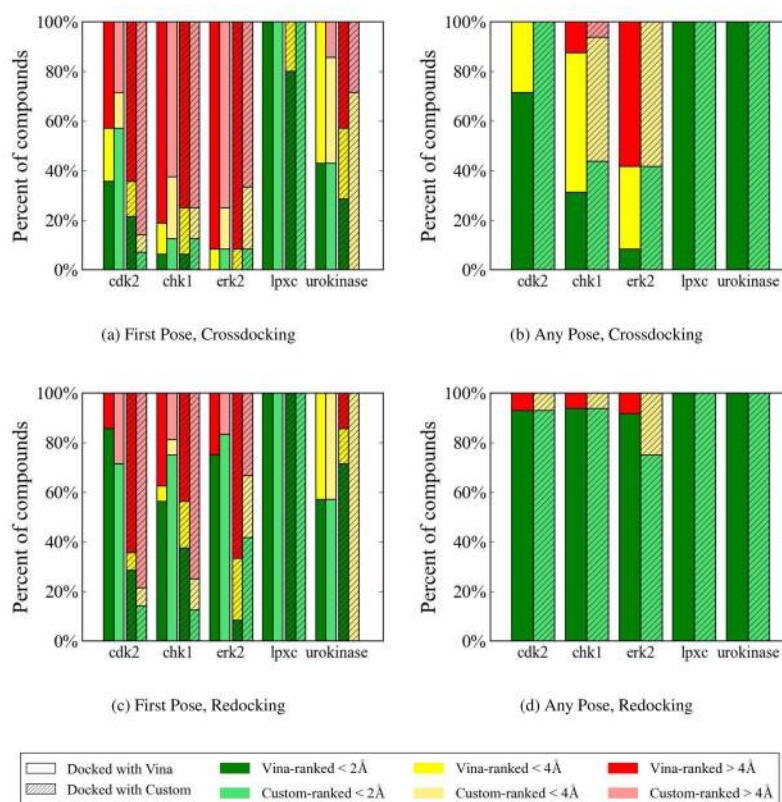 100%
80%
60%
40%
20%
0%
Percent of compounds
cdk2 chk1 erk2 lpxc urokinase
(a) First Pose, Crossdocking
100%
80%
60%
40%
20%
0%
Percent of compounds
cdk2 chk1 erk2 lpxc urokinase
(b) Any Pose, Crossdocking
100%
80%
60%
40%
20%
0%
Percent of compounds
cdk2 chk1 erk2 lpxc urokinase
(c) First Pose, Redocking
100%
80%
60%
40%
20%
0%
Percent of compounds
cdk2 chk1 erk2 lpxc urokinase
(d) Any Pose, Redocking
Docked with Vina Vina-ranked < 2Å Vina-ranked < 4Å Vina-ranked > 4Å
Docked with Custom Custom-ranked < 2Å Custom-ranked < 4Å Custom-ranked > 4Å